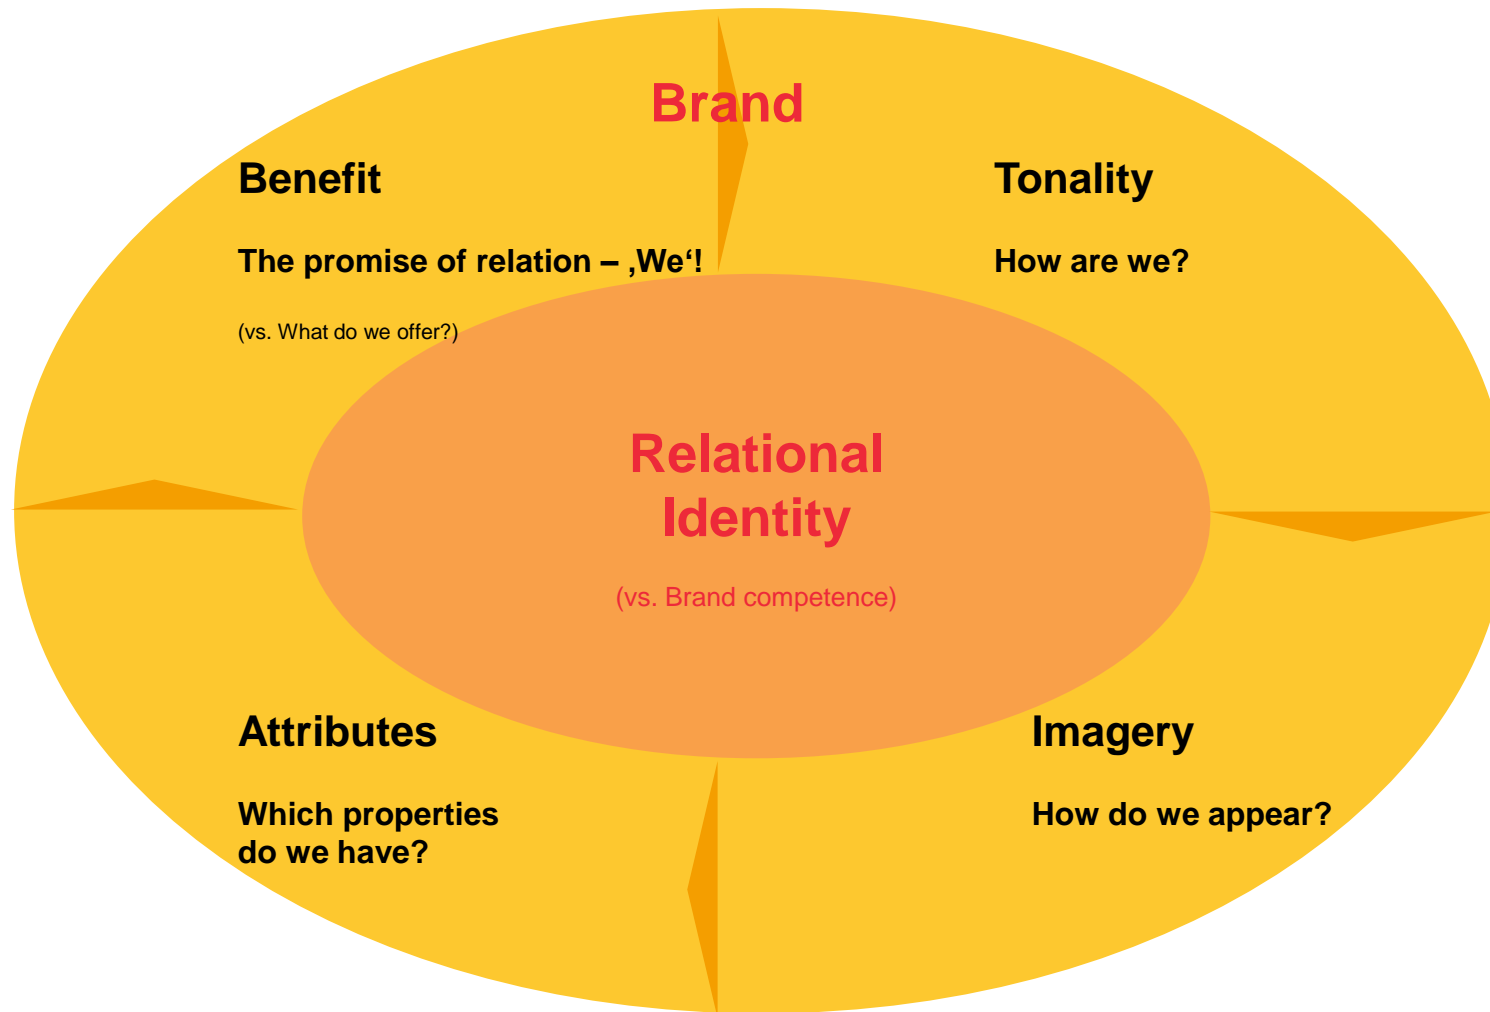 Brand
Benefit
The promise of relation – ‚We‘!
(vs. What do we offer?)
Tonality
How are we?
Relational
Identity
(vs. Brand competence)
Attributes
Which properties
do we have?
Imagery
How do we appear?